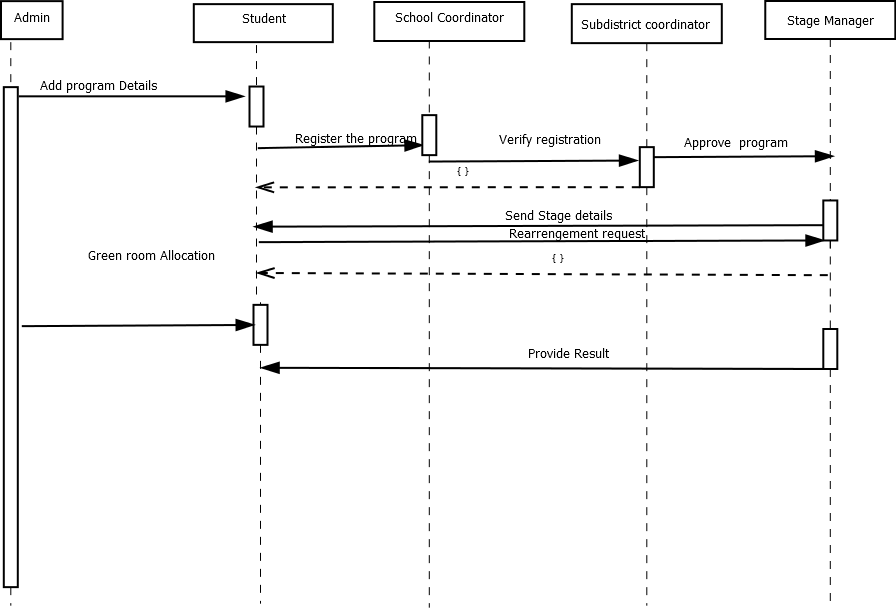 Admin
Student
School Coordinator
Subdistrict coordinator
Stage Manager
Add program Details
Register the program
Verify registration
Approve program
{ }
Send Stage details
Rearrengement request
Green room Allocation
{ }
Provide Result